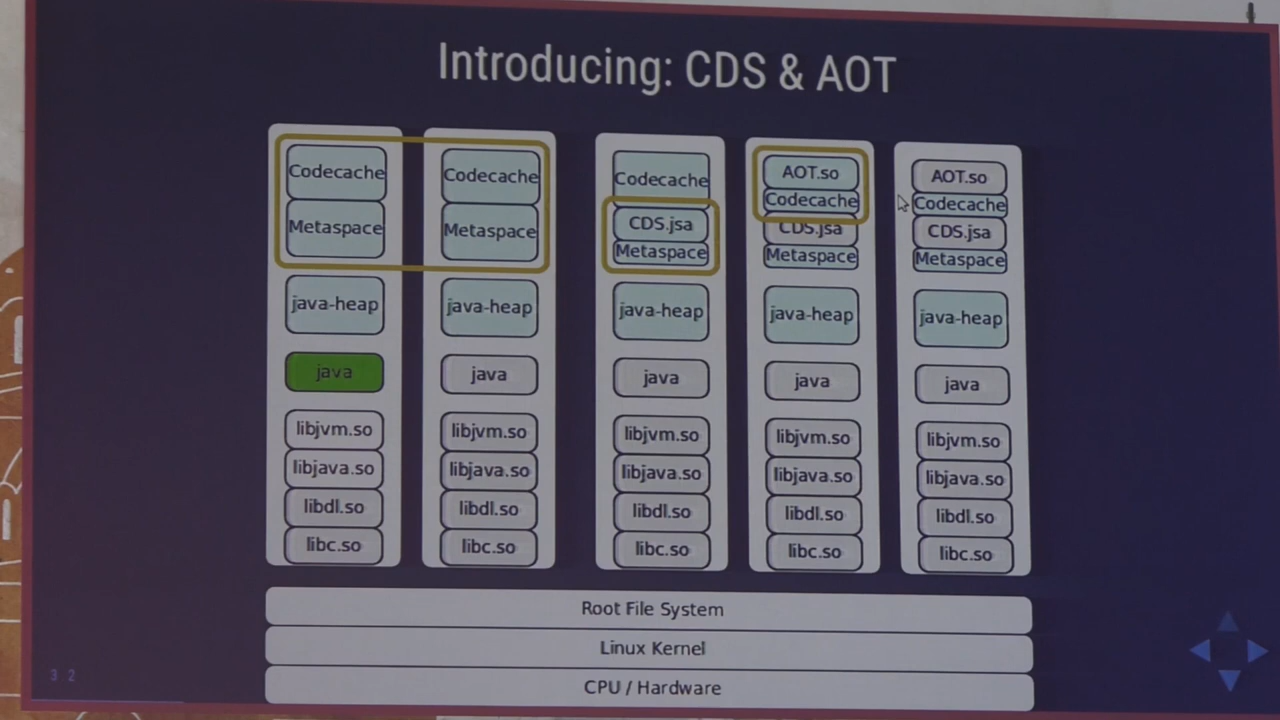 Introducing: CDS & AOT
Codecache
Metaspace
java-heap
java
libjvm.so
libjava.so
libdl.so
libc.so
Codecache
Metaspace
java-heap
java
libjvm.so
libjava.so
libdl.so
libc.so
Codecache
CDS.jsa
Metaspace
java-heap
java
libjvm.so
libjava.so
libdl.so
libc.so
AOT.so
Codecache
CDS.jsa
Metaspace
java-heap
java
libjvm.so
libjava.so
libdl.so
libc.so
AOT.so
Codecache
CDS.jsa
Metaspace
java-heap
java
libjvm.so
libjava.so
libdl.so
libc.so
Root File System
Linux Kernel
CPU / Hardware
3 2